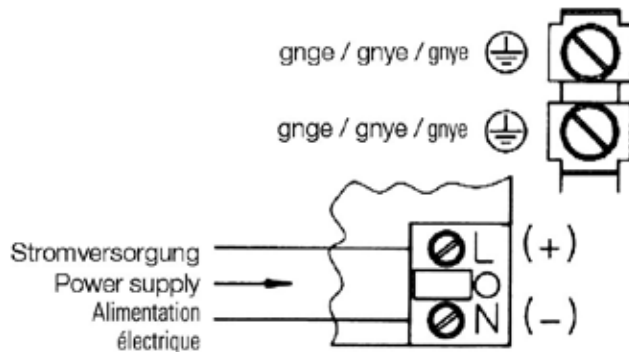 gnge / gnye / gnye
gnge / gnye / gnye
Stromversorgung
Power supply
Alimentation
électrique
L (+)
N (-)